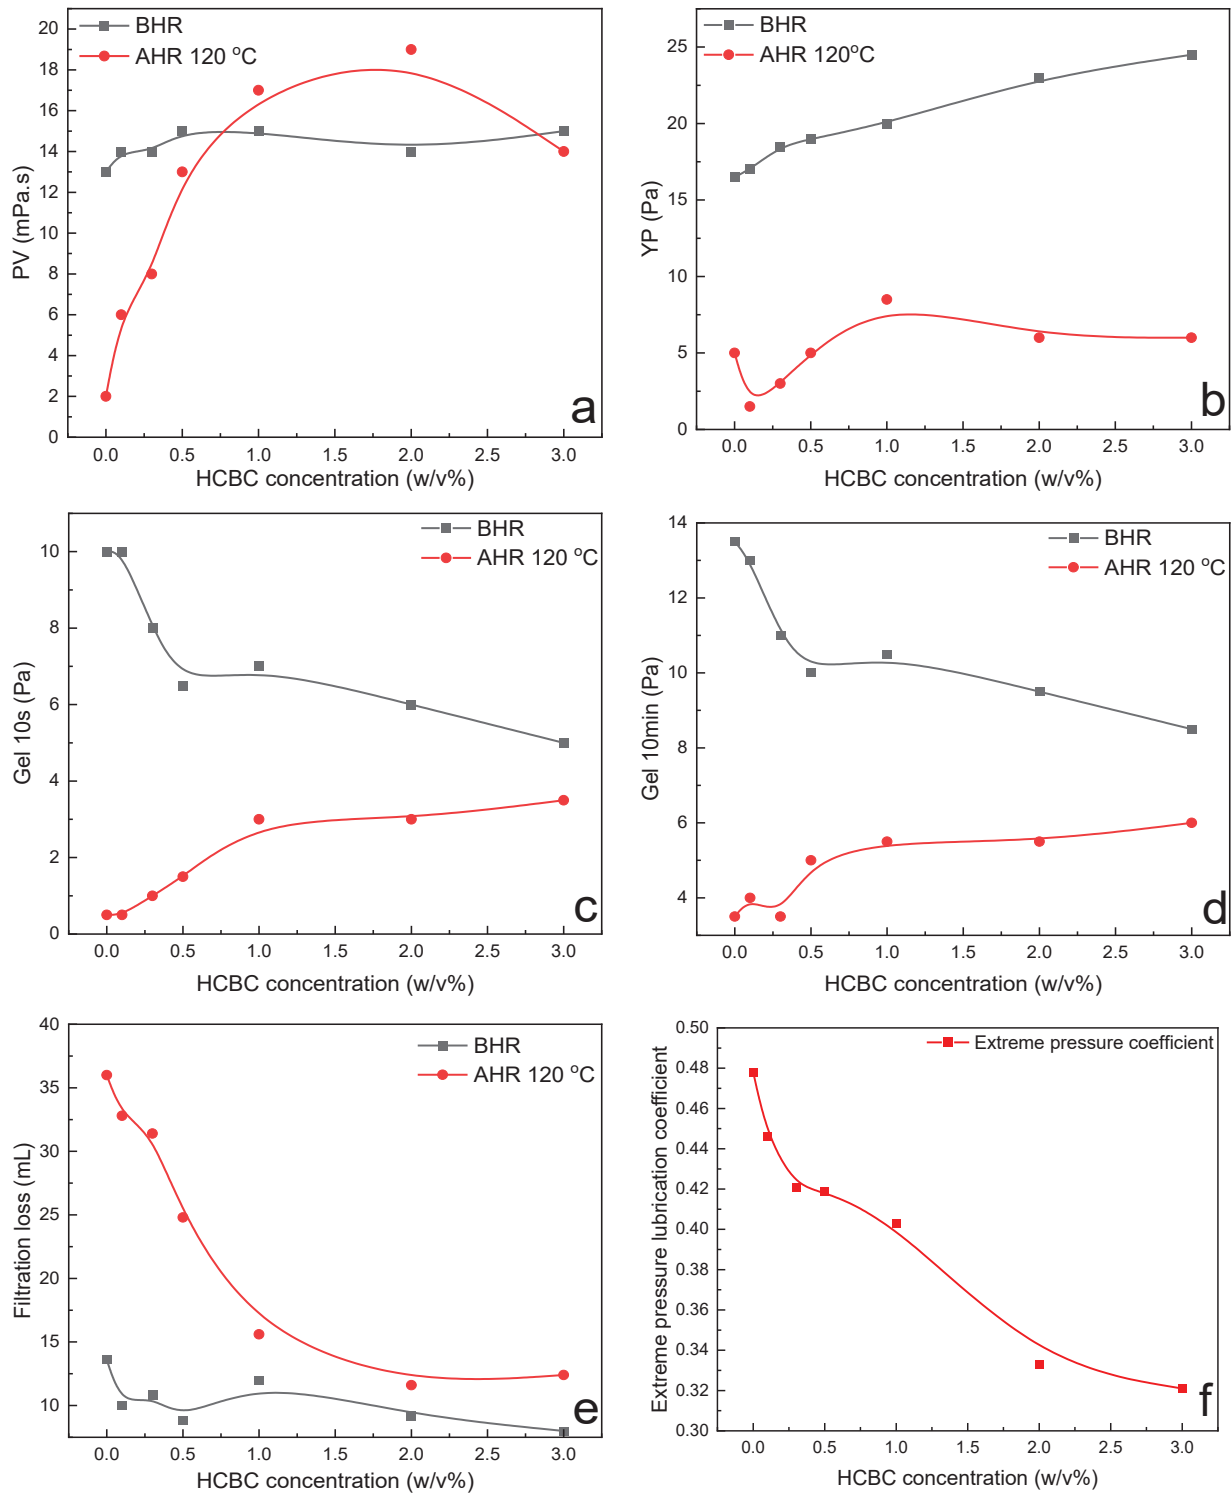 BHR
AHR 120 °C
PV (mPa.s)
20
18
16
14
12
10
8
6
4
2
0
0.0 0.5 1.0 1.5 2.0 2.5 3.0
HCBC concentration (w/v%)
a
BHR
AHR 120°C
YP (Pa)
25
20
15
10
5
0
0.0 0.5 1.0 1.5 2.0 2.5 3.0
HCBC concentration (w/v%)
b
BHR
AHR 120 °C
Gel 10s (Pa)
10
8
6
4
2
0
0.0 0.5 1.0 1.5 2.0 2.5 3.0
HCBC concentration (w/v%)
c
BHR
AHR 120 °C
Gel 10min (Pa)
14
12
10
8
6
4
0.0 0.5 1.0 1.5 2.0 2.5 3.0
HCBC concentration (w/v%)
d
BHR
AHR 120 °C
Filtration loss (mL)
40
35
30
25
20
15
10
0.0 0.5 1.0 1.5 2.0 2.5 3.0
HCBC concentration (w/v%)
e
Extreme pressure coefficient
Extreme pressure lubrication coefficient
0.50
0.48
0.46
0.44
0.42
0.40
0.38
0.36
0.34
0.32
0.30
0.0 0.5 1.0 1.5 2.0 2.5 3.0
HCBC concentration (w/v%)
f